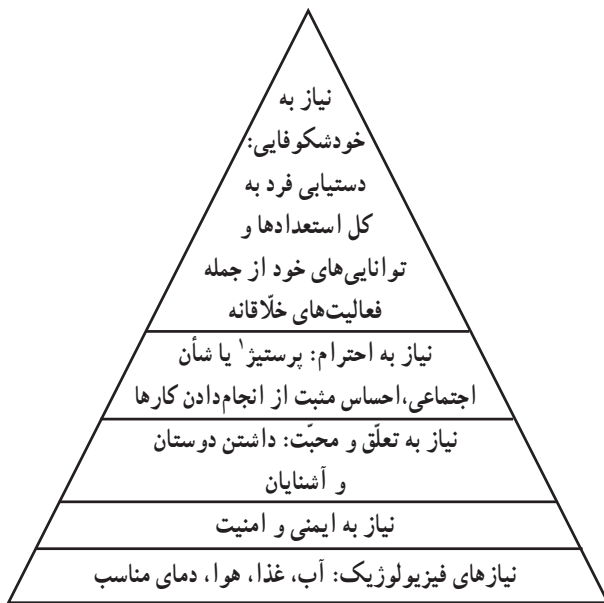 نیاز به
خودشکوفایی:
دستیابی فرد به
کل استعدادها و
توانایی‌های خود از جمله
فعالیت‌های خلّاقانه
نیاز به احترام: پرستیژ۱ یا شأن
اجتماعی،احساس مثبت از انجام‌دادن کارها
نیاز به تعلّق و محبّت: داشتن دوستان
و آشنایان
نیاز به ایمنی و امنیت
نیازهای فیزیولوژیک: آب، غذا، هوا، دمای مناسب